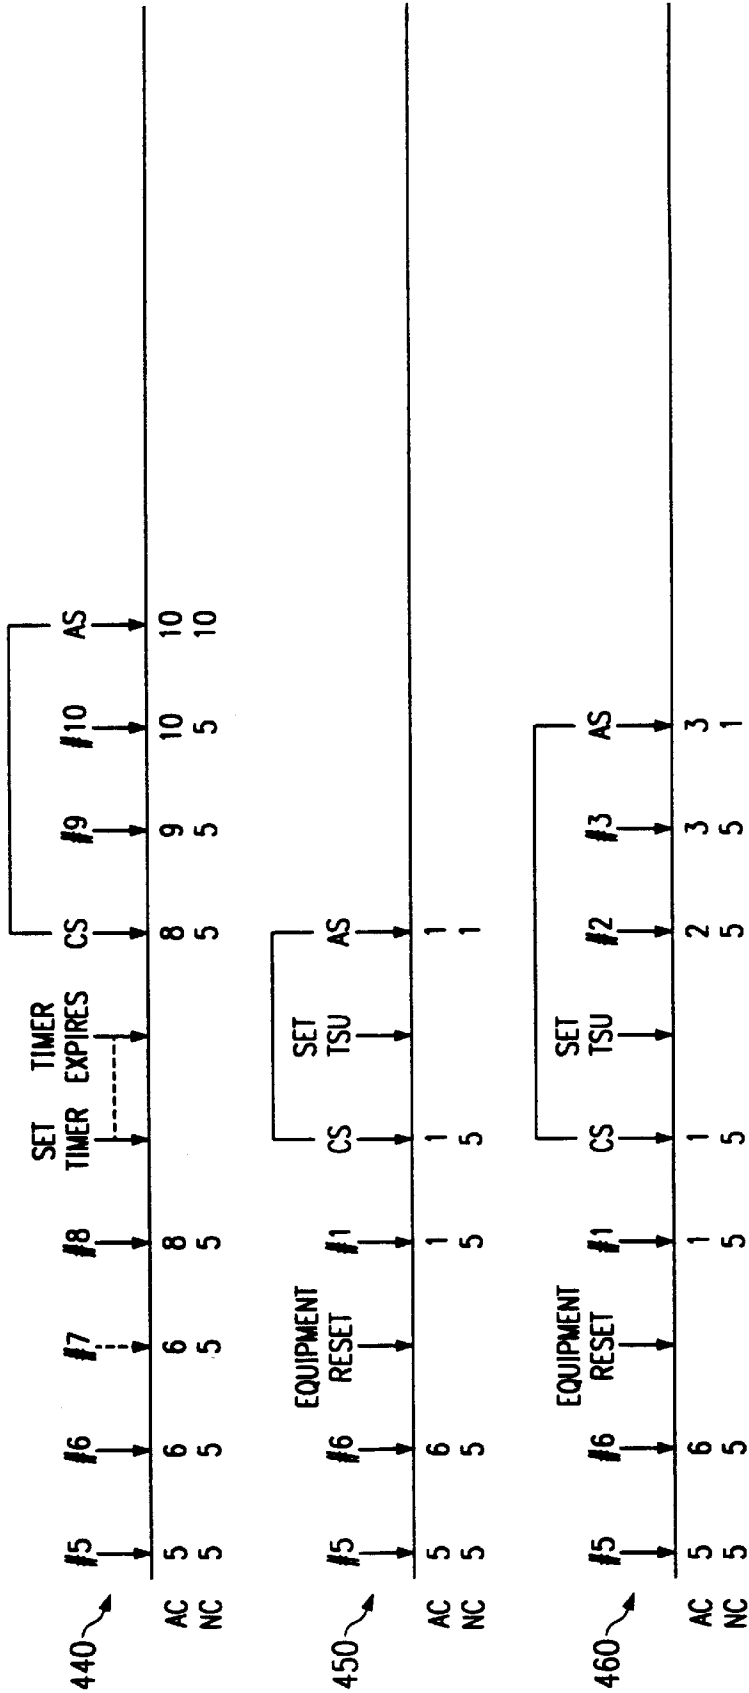 440
#5 #6 #7 #8 SET TIMER TIMER EXPIRES CS #9 #10 AS
AC 5 6 6 8 8 9 10 10
NC 5 5 5 5 5 5 5 10
450
#5 #6 EQUIPMENT RESET #1 CS SET TSU AS
AC 5 6 1 1 1
NC 5 5 5 5 1
460
#5 #6 EQUIPMENT RESET #1 CS SET TSU #2 #3 AS
AC 5 6 1 1 2 3 3
NC 5 5 5 5 5 5 1